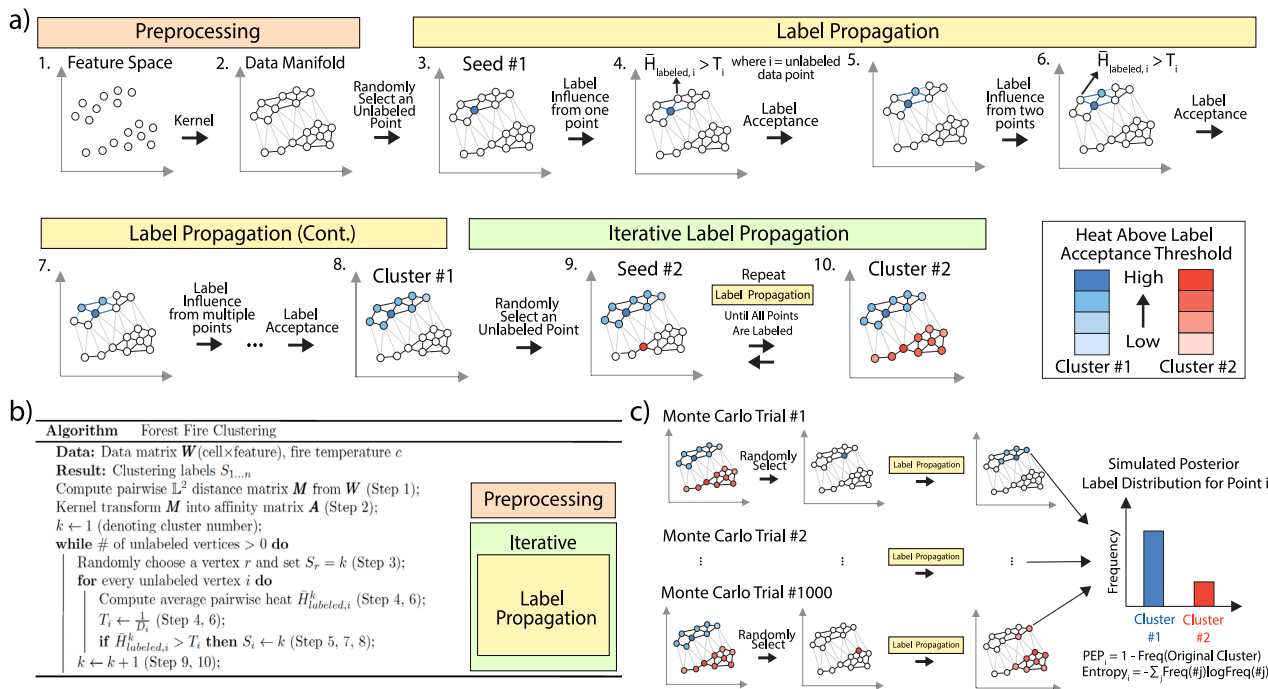 a)
Preprocessing
Label Propagation
1.
Feature Space
Kernel
2.
Data Manifold
Randomly
Select an
Unlabeled
Point
3.
Seed #1
Label
Influence
from one
point
4.
H̄labeled, i > Ti
where i = unlabeled
data point
Label
Acceptance
5.
Label
Influence
from two
points
6.
H̄labeled, i > Ti
Label
Acceptance
Label Propagation (Cont.)
Iterative Label Propagation
7.
Label
Influence
from multiple
points
...
Label
Acceptance
8.
Cluster #1
Randomly
Select an
Unlabeled Point
9.
Seed #2
Repeat
Label Propagation
Until All Points
Are Labeled
10.
Cluster #2
Heat Above Label
Acceptance Threshold
High
Low
Cluster #1
Cluster #2
b)
Algorithm Forest Fire Clustering
Data: Data matrix W(cell×feature), fire temperature c
Result: Clustering labels S1...n
Compute pairwise 𝕃² distance matrix M from W (Step 1);
Kernel transform M into affinity matrix A (Step 2);
k ← 1 (denoting cluster number);
while # of unlabeled vertices > 0 do
Randomly choose a vertex r and set Sr = k (Step 3);
for every unlabeled vertex i do
Compute average pairwise heat H̄ᵏlabeled,i (Step 4, 6);
Ti ← 1/Di (Step 4, 6);
if H̄ᵏlabeled,i > Ti then Si ← k (Step 5, 7, 8);
k ← k + 1 (Step 9, 10);
Preprocessing
Iterative
Label
Propagation
c)
Monte Carlo Trial #1
Randomly
Select
Label Propagation
Monte Carlo Trial #2
...
Label Propagation
...
Monte Carlo Trial #1000
Randomly
Select
Label Propagation
Simulated Posterior
Label Distribution for Point i
Frequency
Cluster
#1
Cluster
#2
PEPi = 1 - Freq(Original Cluster)
Entropyi = -∑j Freq(#j)logFreq(#j)